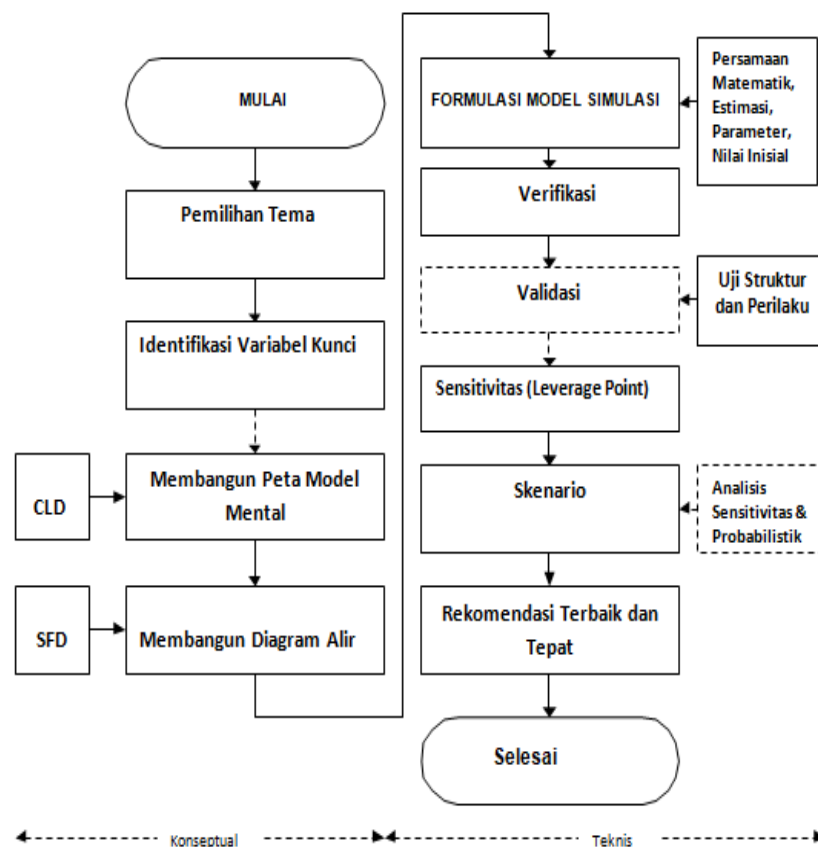 MULAI
Pemilihan Tema
Identifikasi Variabel Kunci
CLD
Membangun Peta Model
Mental
SFD
Membangun Diagram Alir
FORMULASI MODEL SIMULASI
Persamaan
Matematik,
Estimasi,
Parameter,
Nilai Inisial
Verifikasi
Validasi
Uji Struktur
dan Perilaku
Sensitivitas (Leverage Point)
Skenario
Analisis
Sensitivitas &
Probabilistik
Rekomendasi Terbaik dan
Tepat
Selesai
Konseptual
Teknis